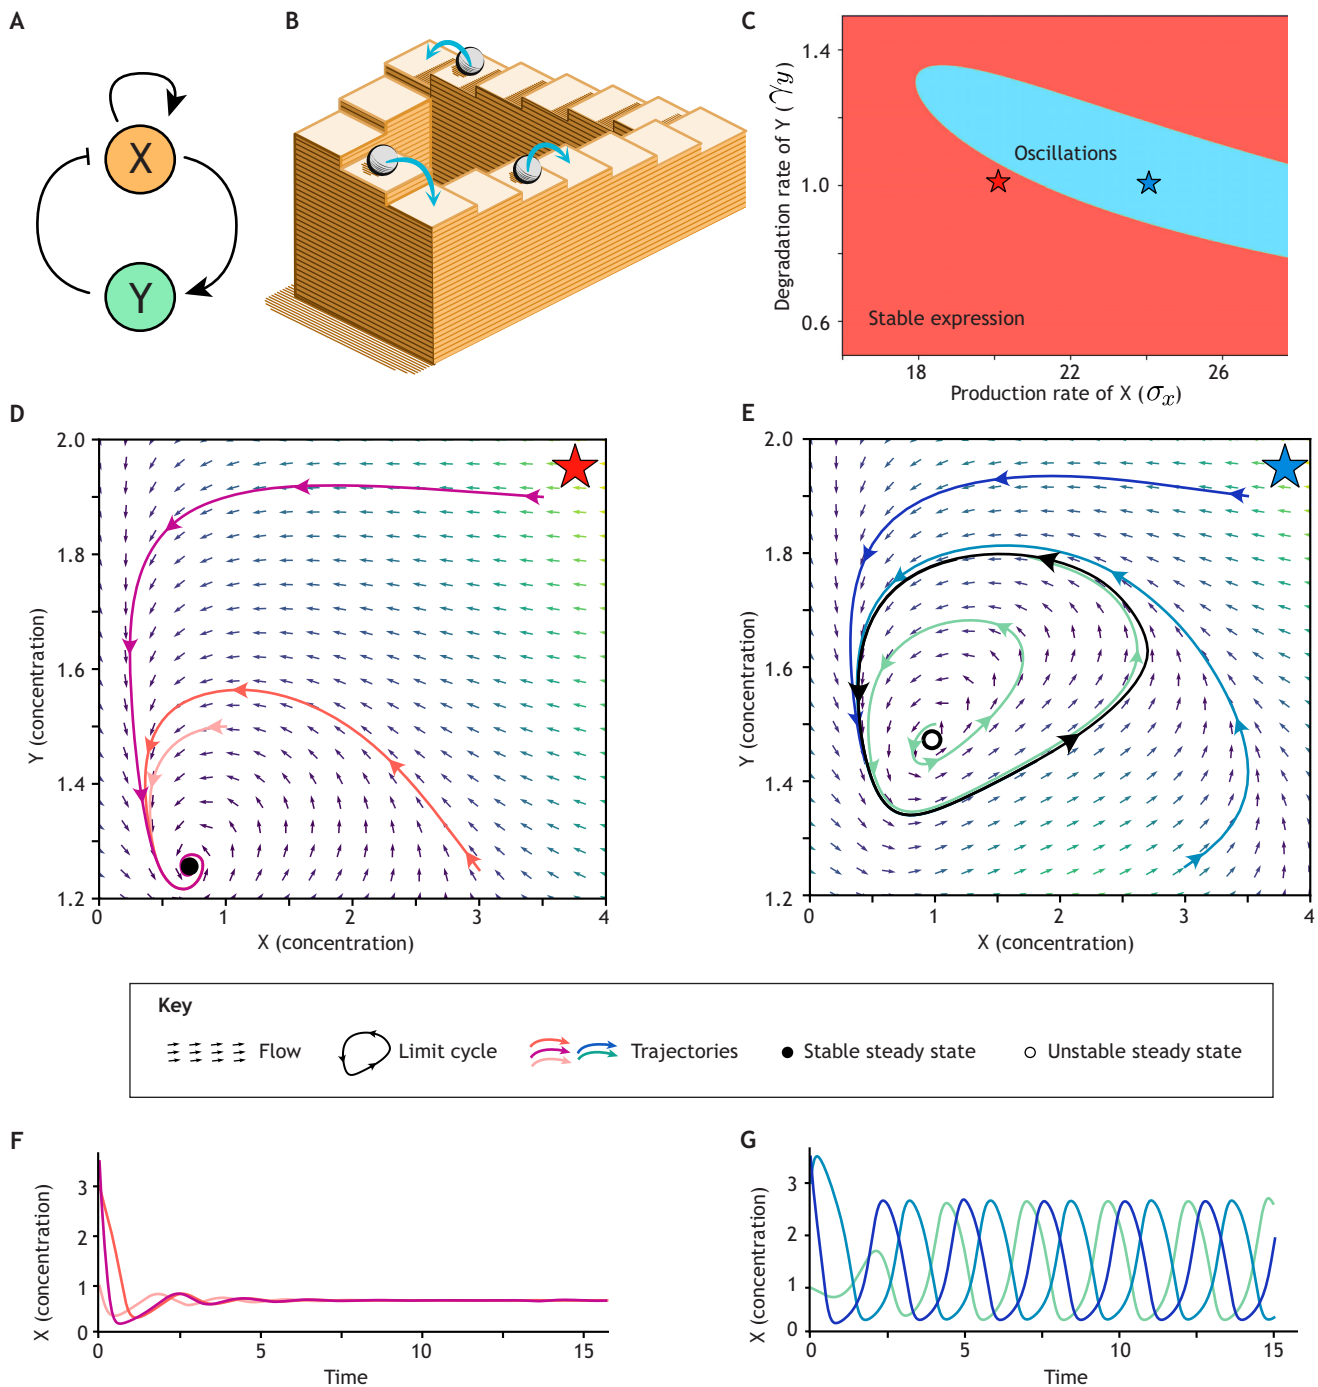 A
B
C
X
Y
Degradation rate of Y (γy)
1.4
1.0
0.6
Oscillations
Stable expression
18
22
26
Production rate of X (σx)
D
E
2.0
1.8
1.6
1.4
1.2
Y (concentration)
0
1
2
3
4
X (concentration)
2.0
1.8
1.6
1.4
1.2
Y (concentration)
0
1
2
3
4
X (concentration)
Key
Flow
Limit cycle
Trajectories
Stable steady state
Unstable steady state
F
G
X (concentration)
3
2
1
0
0
5
10
15
Time
X (concentration)
3
2
1
0
0
5
10
15
Time